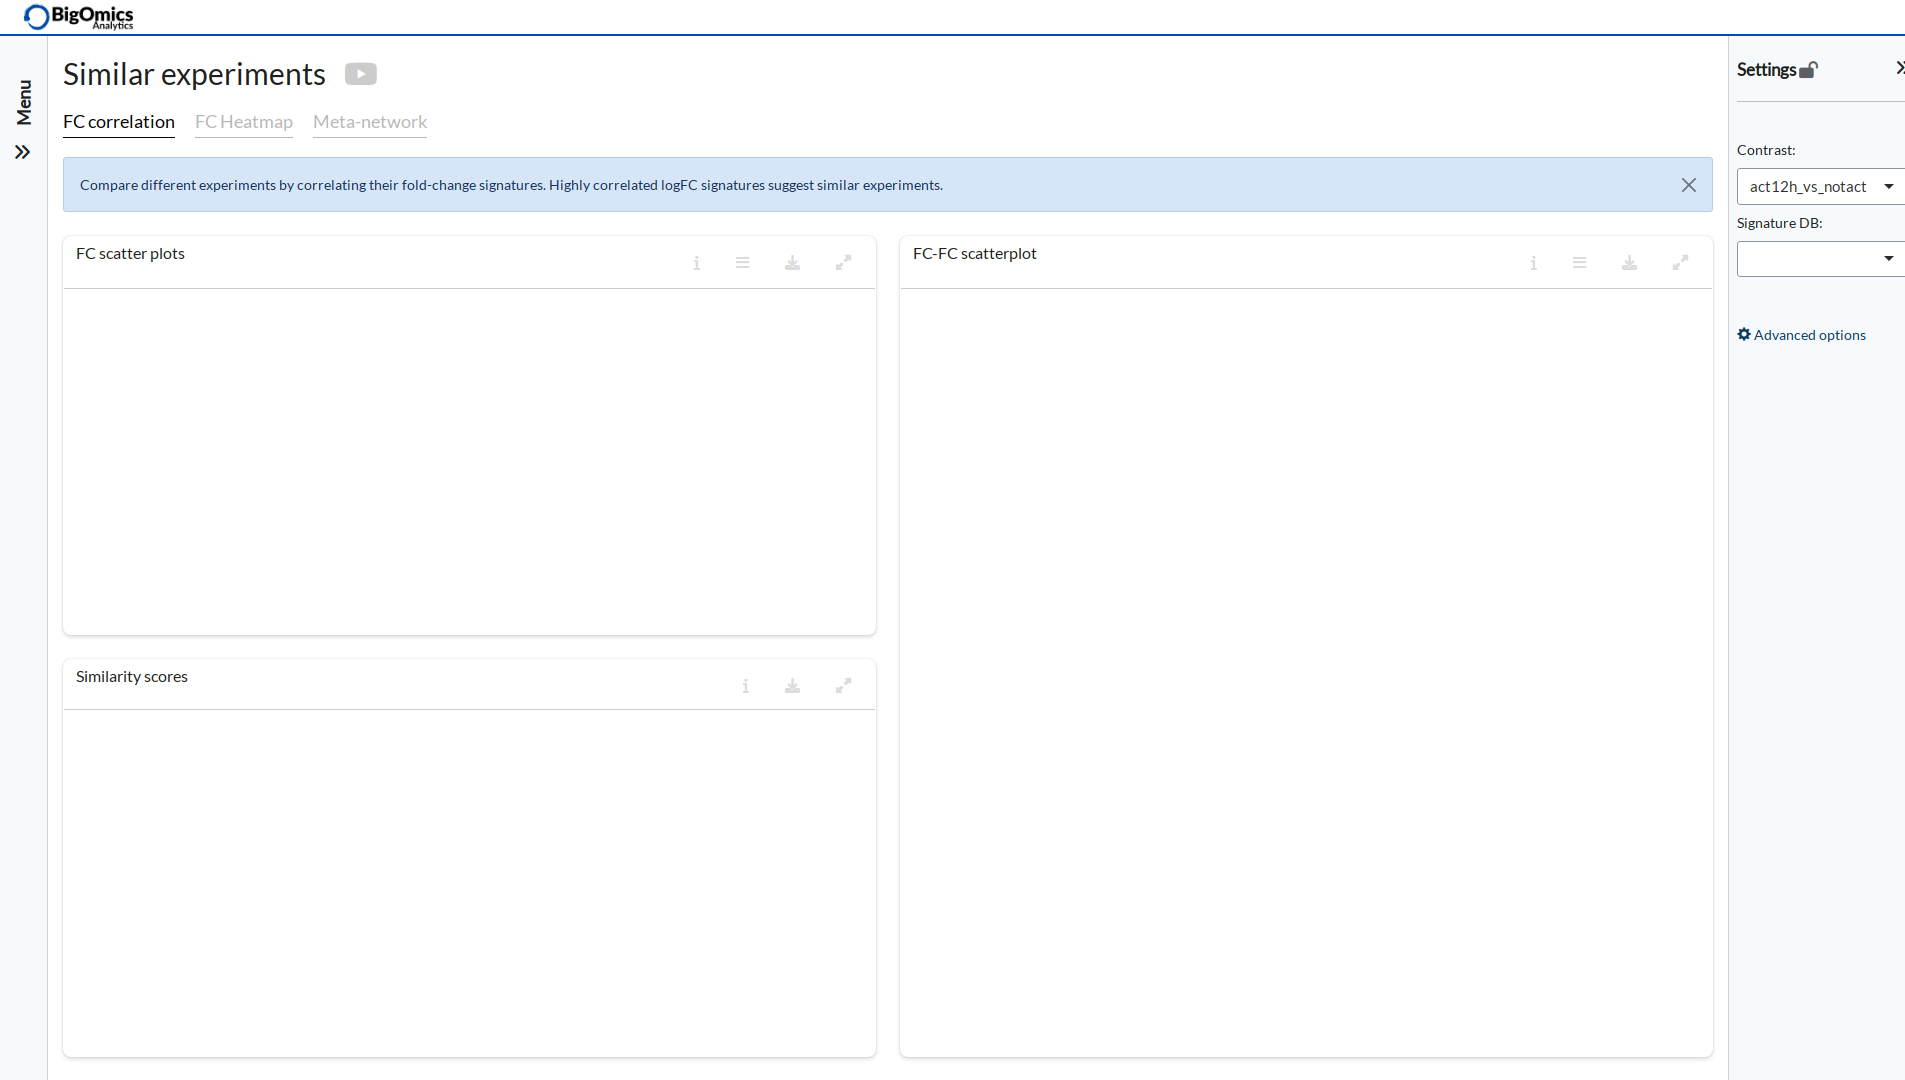 BigOmics
Analytics
Menu
Similar experiments
FC correlation
FC Heatmap
Meta-network
Compare different experiments by correlating their fold-change signatures. Highly correlated logFC signatures suggest similar experiments.
FC scatter plots
FC-FC scatterplot
Similarity scores
Settings
Contrast:
act12h_vs_notact
Signature DB:
Advanced options